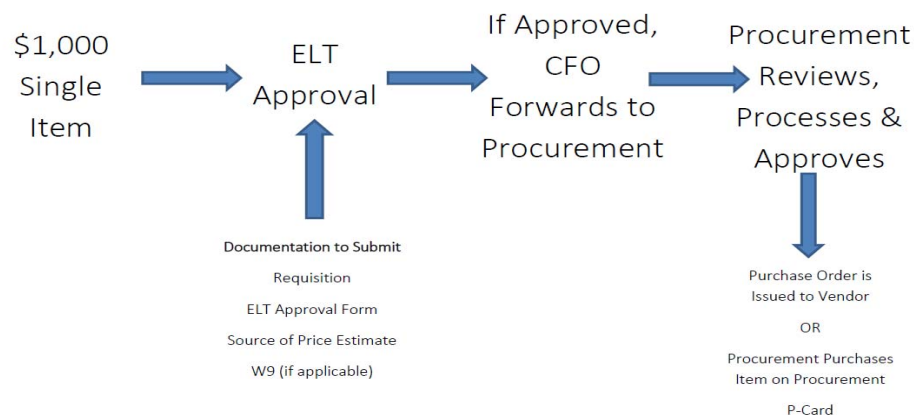 $1,000
Single
Item
ELT
Approval
If Approved,
CFO
Forwards to
Procurement
Procurement
Reviews,
Processes &
Approves
Documentation to Submit
Requisition
ELT Approval Form
Source of Price Estimate
W9 (if applicable)
Purchase Order is
Issued to Vendor
OR
Procurement Purchases
Item on Procurement
P-Card